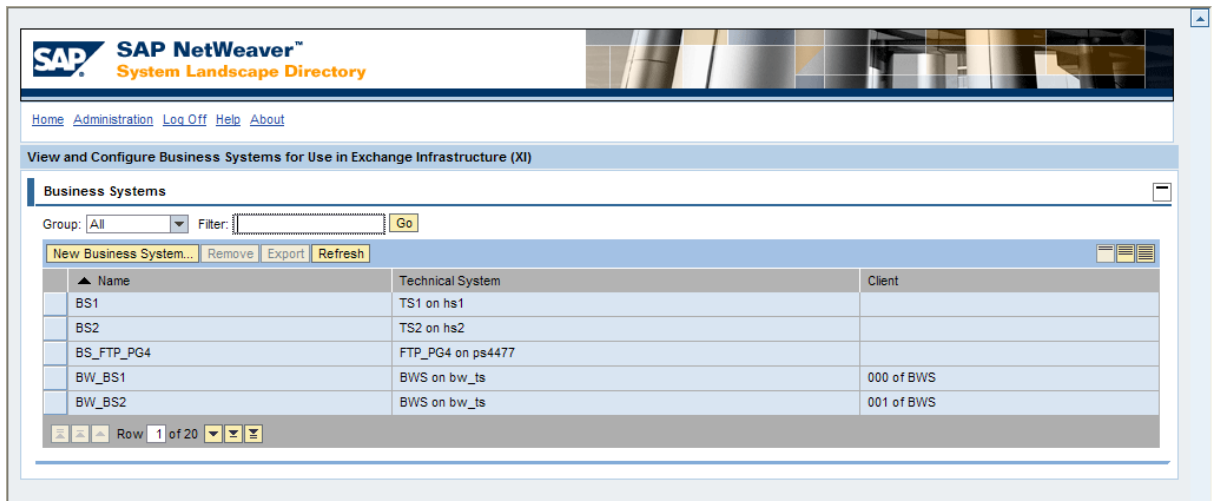 SAP NetWeaver™
SAP
System Landscape Directory
Home Administration Log Off Help About
View and Configure Business Systems for Use in Exchange Infrastructure (XI)
Business Systems
Group: All Filter: Go
New Business System... Remove Export Refresh
Name Technical System Client
BS1 TS1 on hs1
BS2 TS2 on hs2
BS_FTP_PG4 FTP_PG4 on ps4477
BW_BS1 BWS on bw_ts 000 of BWS
BW_BS2 BWS on bw_ts 001 of BWS
Row 1 of 20